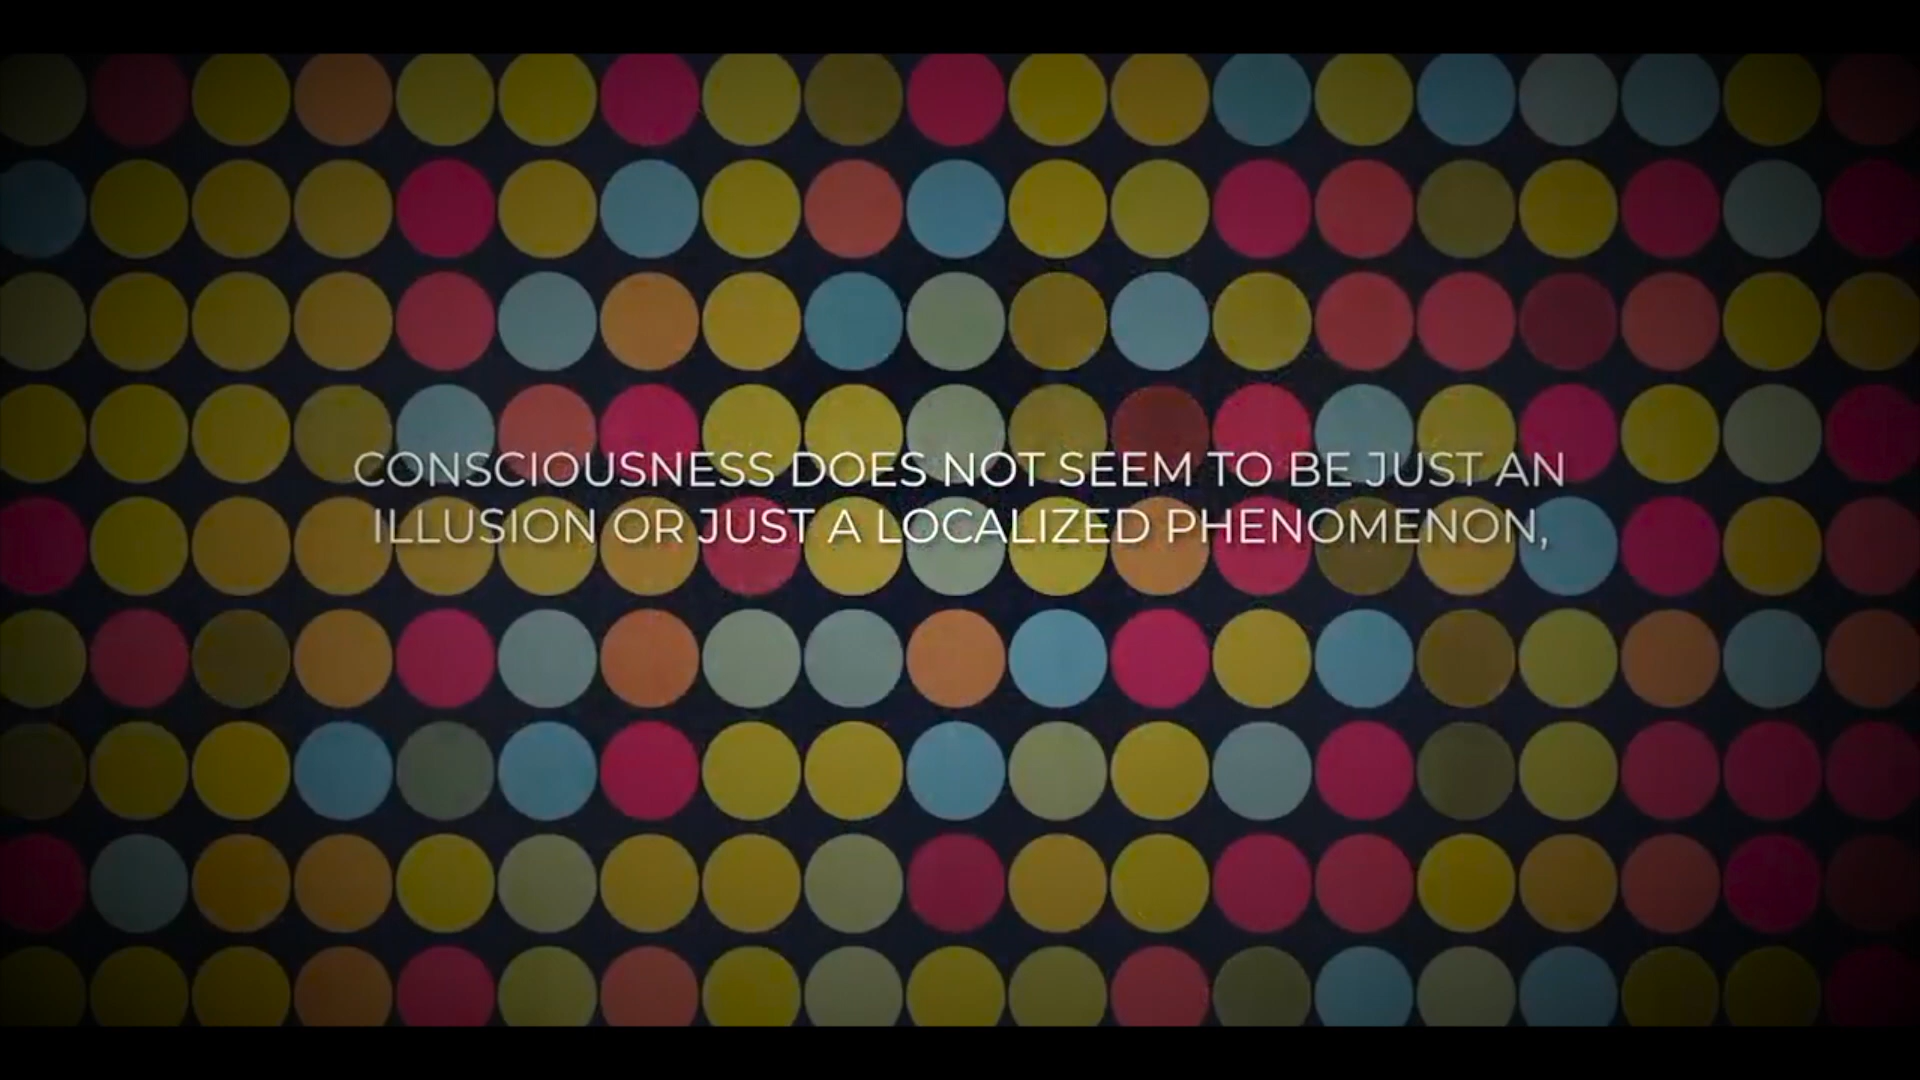 CONSCIOUSNESS DOES NOT SEEM TO BE JUST AN
ILLUSION OR JUST A LOCALIZED PHENOMENON,